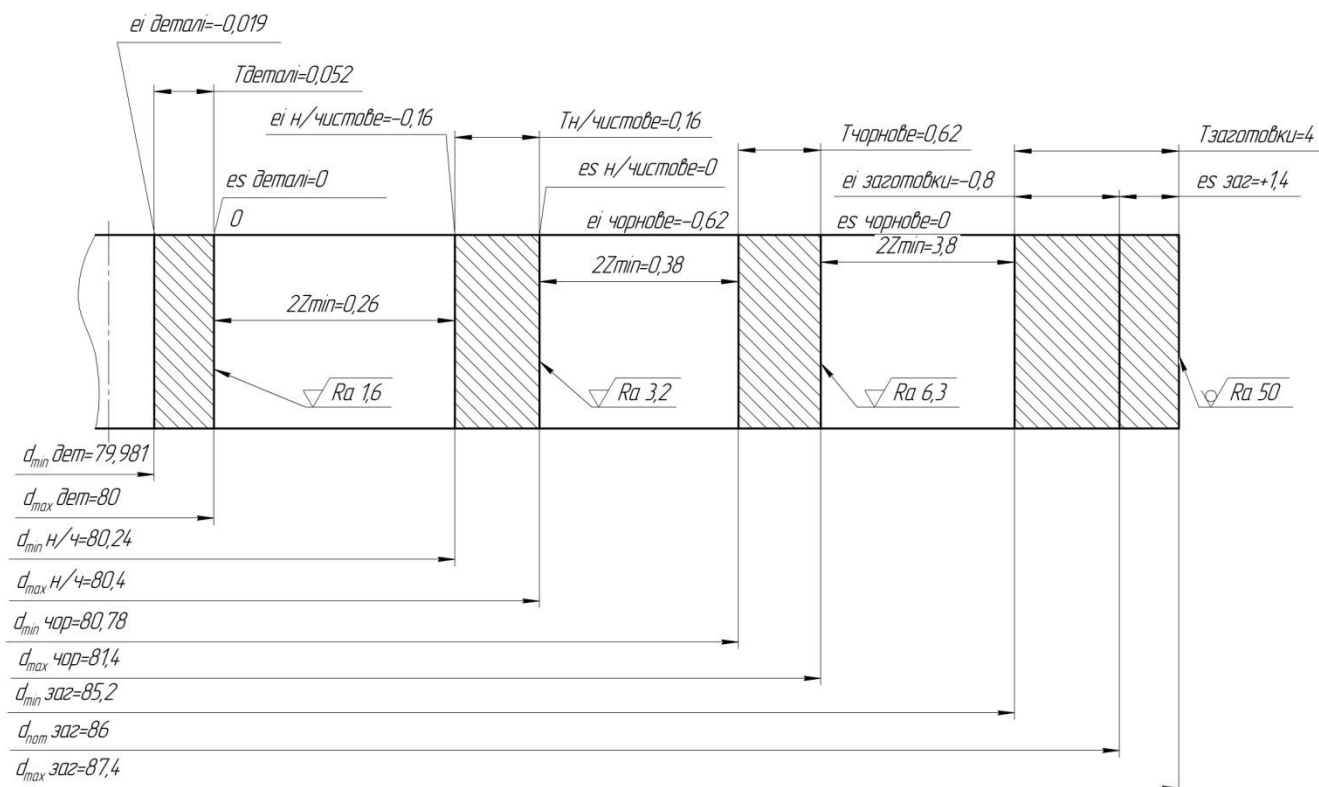 ei деталі=-0,019
Tдеталі=0,052
ei н/чистове=-0,16
Tн/чистове=0,16
Tчорнове=0,62
Tзаготовки=4
es деталі=0
es н/чистове=0
ei заготовки=-0,8
es заг=+1,4
0
ei чорнове=-0,62
es чорнове=0
2Zmin=0,26
2Zmin=0,38
2Zmin=3,8
Ra 1,6
Ra 3,2
Ra 6,3
Ra 50
dmin дет=79,981
dmax дет=80
dmin н/ч=80,24
dmax н/ч=80,4
dmin чор=80,78
dmax чор=81,4
dmin заг=85,2
dnom заг=86
dmax заг=87,4